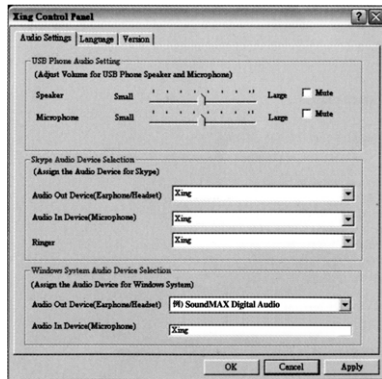 Xing Control Panel
Audio Settings Language Version
USB Phone Audio Setting
(Adjust Volume for USB Phone Speaker and Microphone)
Speaker Small Large Mute
Microphone Small Large Mute
Skype Audio Device Selection
(Assign the Audio Device for Skype)
Audio Out Device(Earphone/Headset) Xing
Audio In Device(Microphone) Xing
Ringer Xing
Windows System Audio Device Selection
(Assign the Audio Device for Windows System)
Audio Out Device(Earphone/Headset) 例) SoundMAX Digital Audio
Audio In Device(Microphone) Xing
OK Cancel Apply